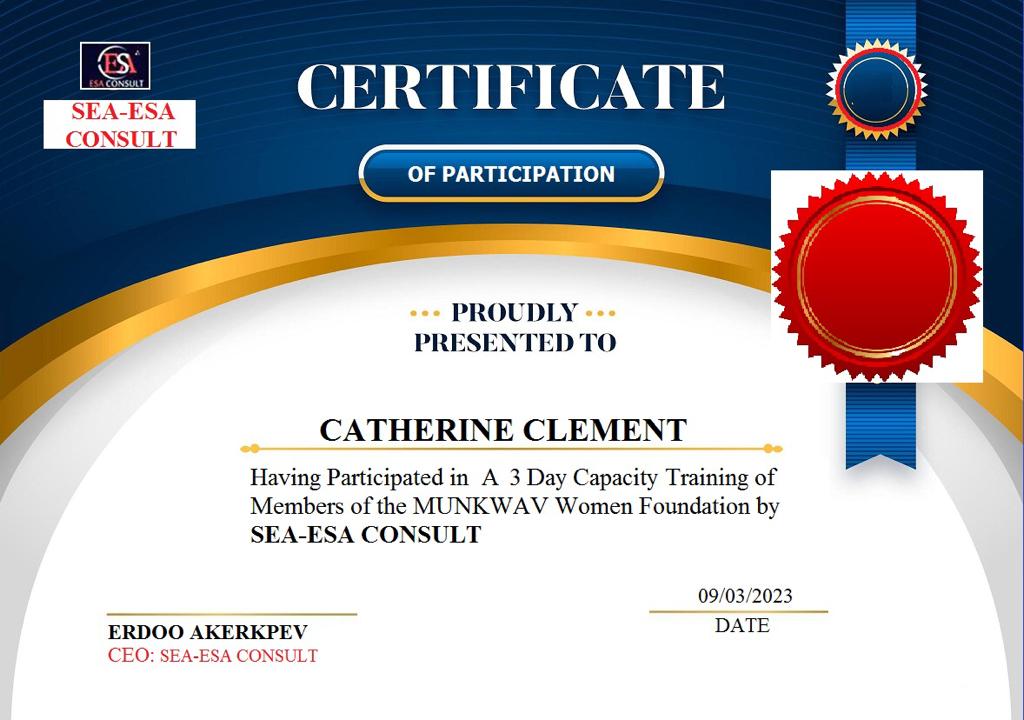 ESA
ESA CONSULT
SEA-ESA
CONSULT
CERTIFICATE
OF PARTICIPATION
PROUDLY
PRESENTED TO
CATHERINE CLEMENT
Having Participated in A 3 Day Capacity Training of
Members of the MUNKWAV Women Foundation by
SEA-ESA CONSULT
09/03/2023
DATE
ERDOO AKERKPEV
CEO: SEA-ESA CONSULT